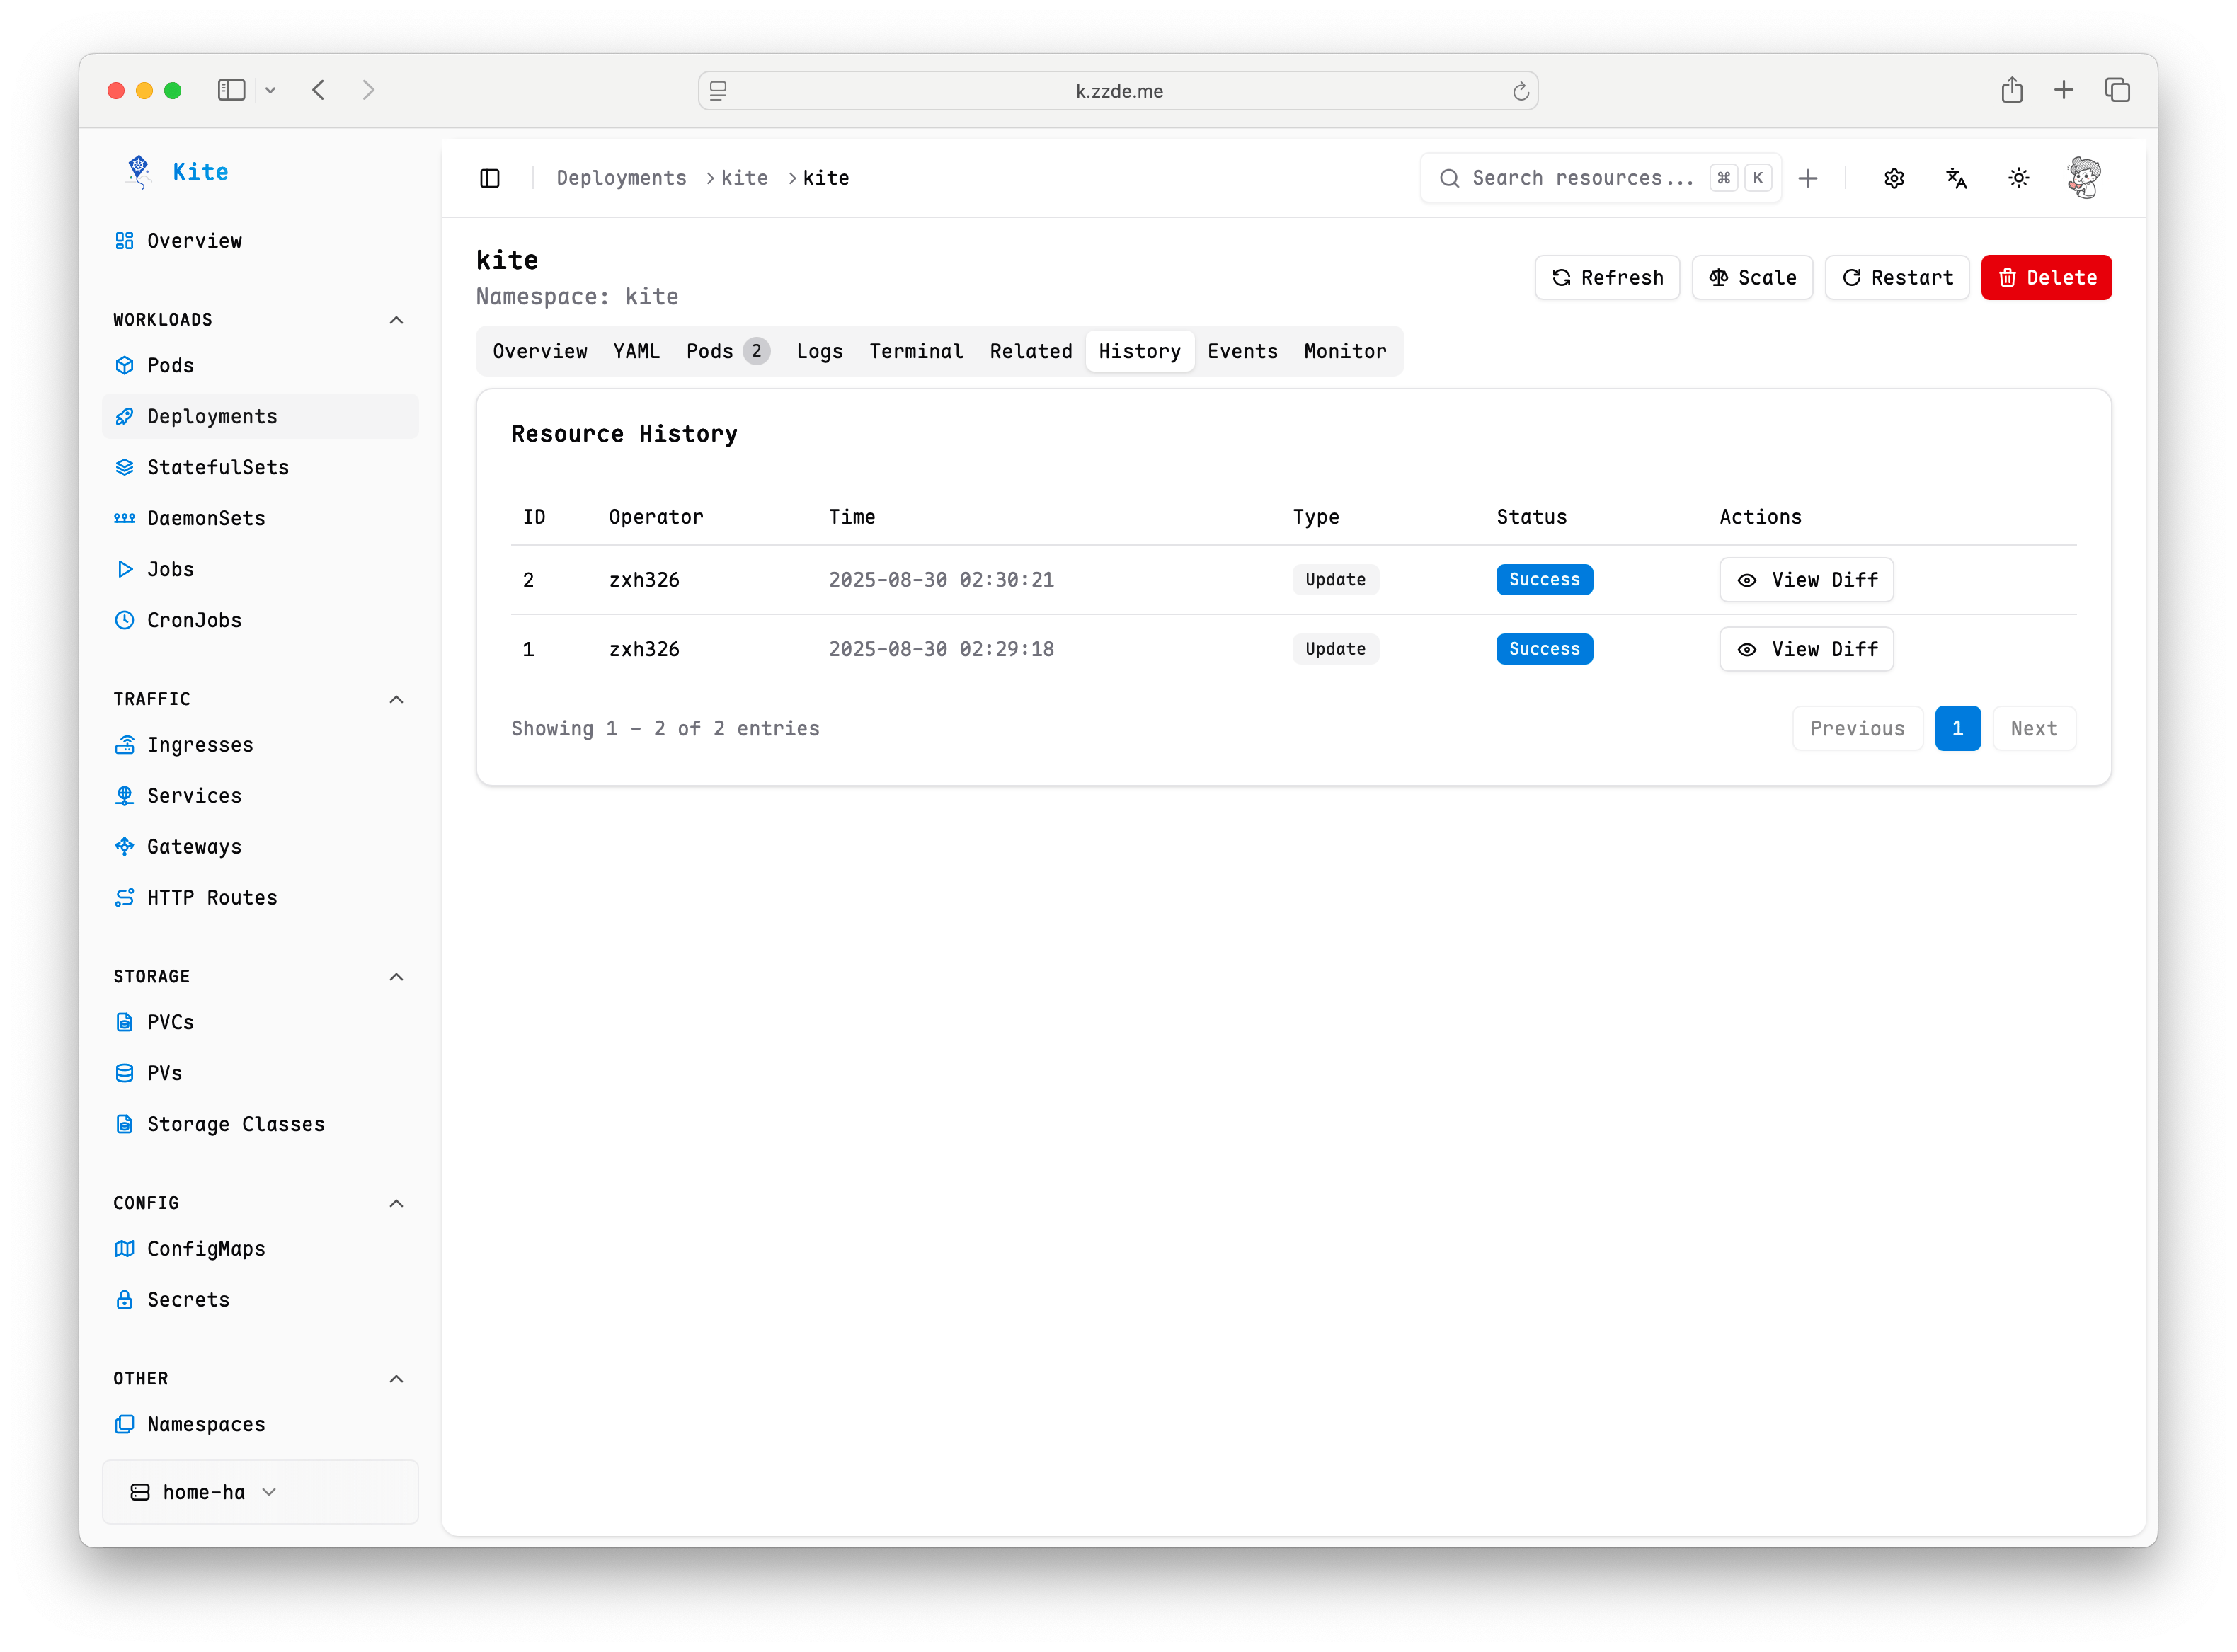 k.zzde.me
Kite
Overview
WORKLOADS
Pods
Deployments
StatefulSets
DaemonSets
Jobs
CronJobs
TRAFFIC
Ingresses
Services
Gateways
HTTP Routes
STORAGE
PVCs
PVs
Storage Classes
CONFIG
ConfigMaps
Secrets
OTHER
Namespaces
home-ha
Deployments > kite > kite
Search resources... ⌘ K
kite
Namespace: kite
Refresh Scale Restart Delete
Overview YAML Pods 2 Logs Terminal Related History Events Monitor
Resource History
ID Operator Time Type Status Actions
2 zxh326 2025-08-30 02:30:21 Update Success View Diff
1 zxh326 2025-08-30 02:29:18 Update Success View Diff
Showing 1 - 2 of 2 entries
Previous 1 Next